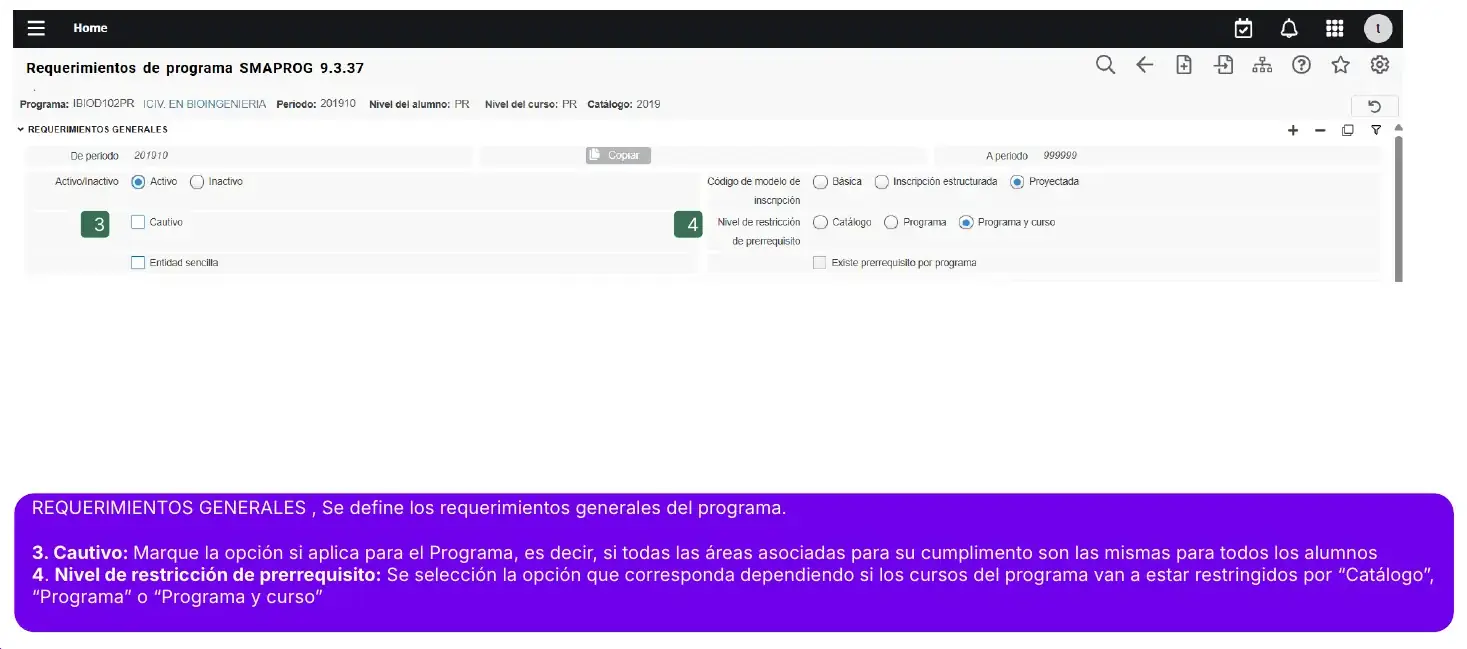 Home
t
Requerimientos de programa SMAPROG 9.3.37
Programa: IBIOD102PR ICIV. EN BIOINGENIERIA Periodo: 201910 Nivel del alumno: PR Nivel del curso: PR Catálogo: 2019
REQUERIMIENTOS GENERALES
De periodo 201910 Copiar A periodo 999999
Activo/Inactivo Activo Inactivo Código de modelo de Básica Inscripción estructurada Proyectada
inscripción
3 Cautivo 4 Nivel de restricción Catálogo Programa Programa y curso
de prerrequisito
Entidad sencilla Existe prerrequisito por programa
REQUERIMIENTOS GENERALES , Se define los requerimientos generales del programa.
3. Cautivo: Marque la opción si aplica para el Programa, es decir, si todas las áreas asociadas para su cumplimento son las mismas para todos los alumnos
4. Nivel de restricción de prerrequisito: Se selección la opción que corresponda dependiendo si los cursos del programa van a estar restringidos por “Catálogo”,
“Programa” o “Programa y curso”